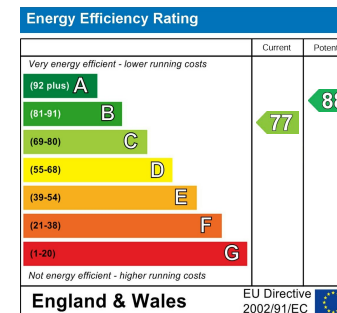 Energy Efficiency Rating
Current
Very energy efficient - lower running costs
(92 plus) A
(81-91) B
(69-80) C
(55-68) D
(39-54) E
(21-38) F
(1-20) G
77
Not energy efficient - higher running costs
England & Wales
EU Directive
2002/91/EC